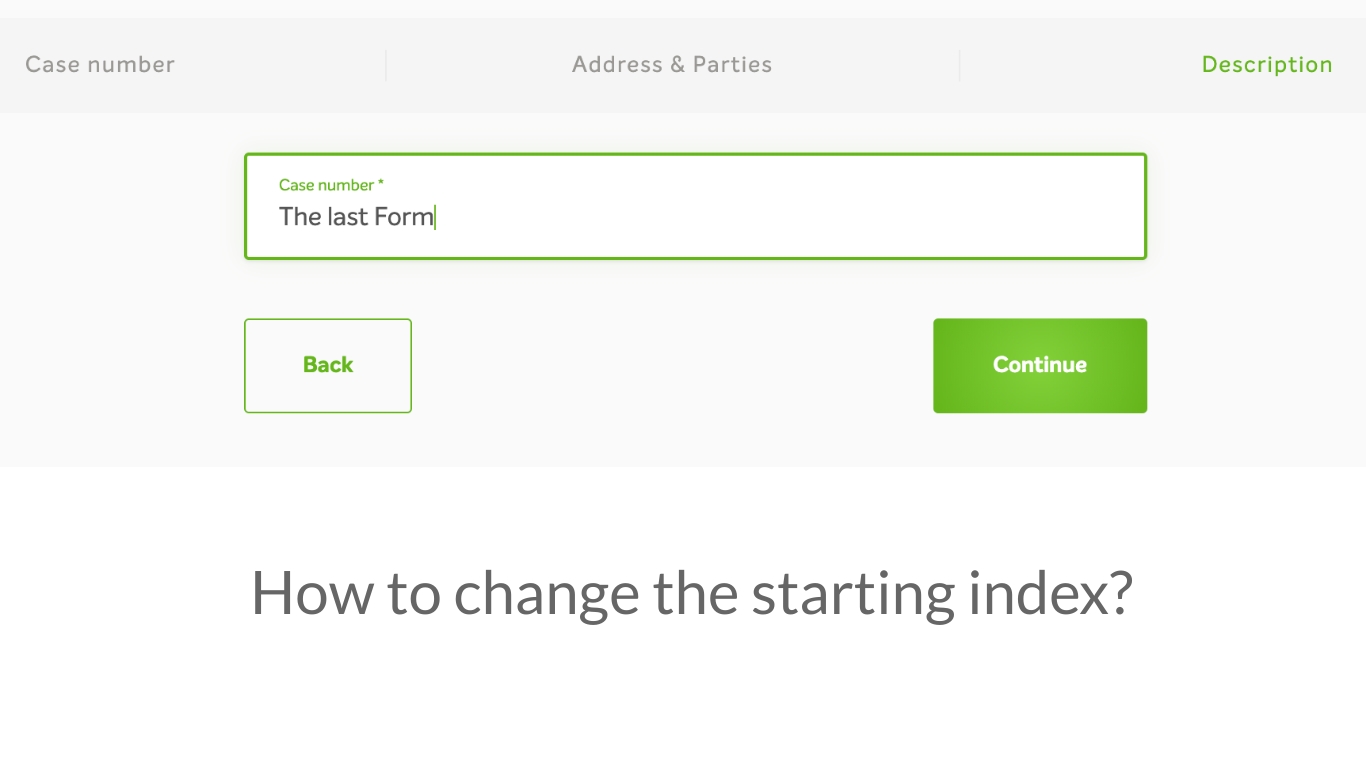 Case number
Address & Parties
Description
Case number *
The last Form
Back
Continue
How to change the starting index?